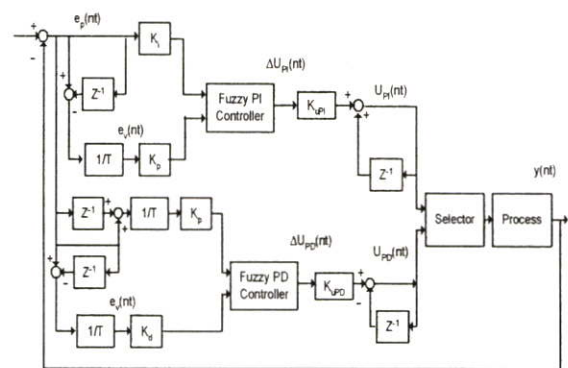 +
e_p(nt)
K_i
-
ΔU_PI(nt)
+
Z⁻¹
-
Fuzzy PI
Controller
K_uPI
+
U_PI(nt)
+
e_v(nt)
1/T
K_p
Z⁻¹
y(nt)
Z⁻¹
+
1/T
K_p
+
Selector
Process
ΔU_PD(nt)
U_PD(nt)
+
Z⁻¹
-
Fuzzy PD
Controller
K_uPD
+
-
e_v(nt)
Z⁻¹
1/T
K_d